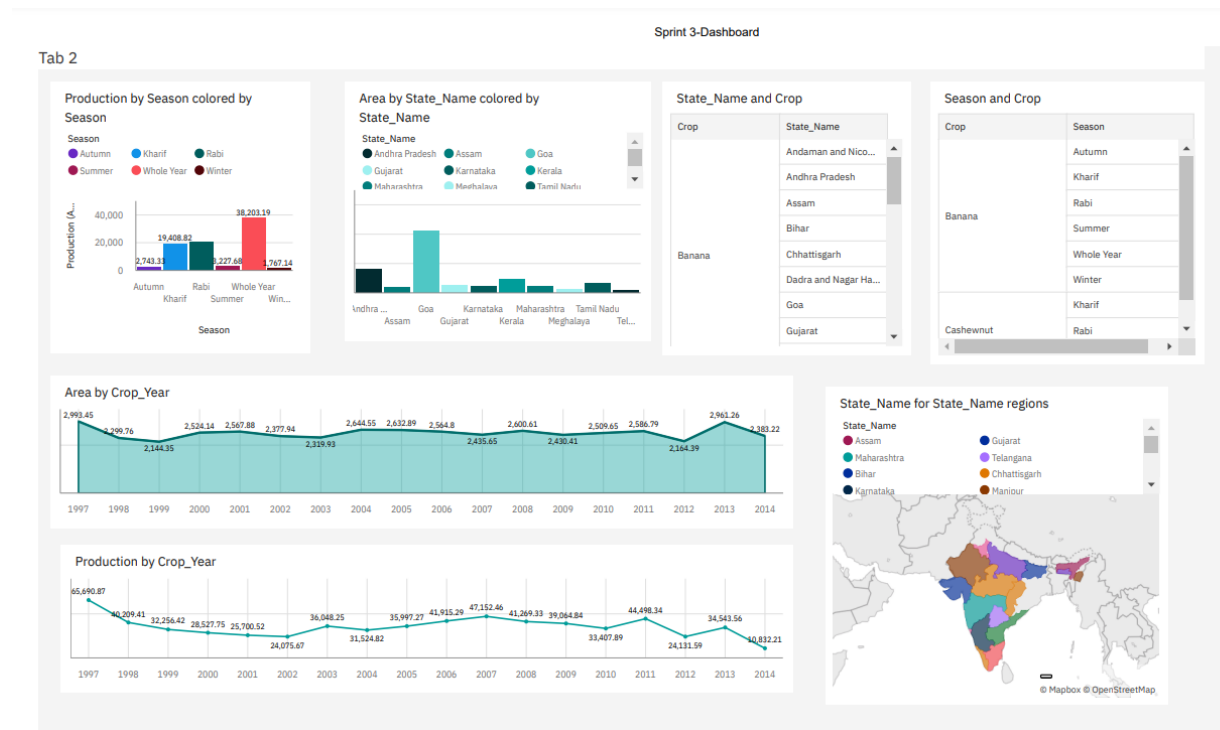 Sprint 3-Dashboard
Tab 2
Production by Season colored by
Season
Season
Autumn Kharif Rabi
Summer Whole Year Winter
Production (A...
40,000
20,000
0
2,743.33
19,408.82
3,227.68
38,203.19
1,767.14
Autumn Rabi Whole Year
Kharif Summer Win...
Season
Area by State_Name colored by
State_Name
State_Name
Andhra Pradesh Assam Goa
Gujarat Karnataka Kerala
Maharashtra Meghalaya Tamil Nadu
Andhra ... Goa Karnataka Maharashtra Tamil Nadu
Assam Gujarat Kerala Meghalaya Tel...
State_Name and Crop
Crop State_Name
Banana
Andaman and Nico...
Andhra Pradesh
Assam
Bihar
Chhattisgarh
Dadra and Nagar Ha...
Goa
Gujarat
Season and Crop
Crop Season
Banana
Autumn
Kharif
Rabi
Summer
Whole Year
Winter
Cashewnut
Kharif
Rabi
Area by Crop_Year
2,993.45 2,299.76 2,144.35 2,524.14 2,567.88 2,377.94 2,319.93 2,644.55 2,632.89 2,564.8 2,435.65 2,600.61 2,430.41 2,509.65 2,586.79 2,164.39 2,961.26 2,383.22
1997 1998 1999 2000 2001 2002 2003 2004 2005 2006 2007 2008 2009 2010 2011 2012 2013 2014
Production by Crop_Year
65,690.87 40,209.41 32,256.42 28,527.75 25,700.52 24,075.67 36,048.25 31,524.82 35,997.27 41,915.29 47,152.46 41,269.33 39,064.84 33,407.89 44,498.34 24,131.59 34,543.56 10,832.21
1997 1998 1999 2000 2001 2002 2003 2004 2005 2006 2007 2008 2009 2010 2011 2012 2013 2014
State_Name for State_Name regions
State_Name
Assam Gujarat
Maharashtra Telangana
Bihar Chhattisgarh
Karnataka Manipur
© Mapbox © OpenStreetMap